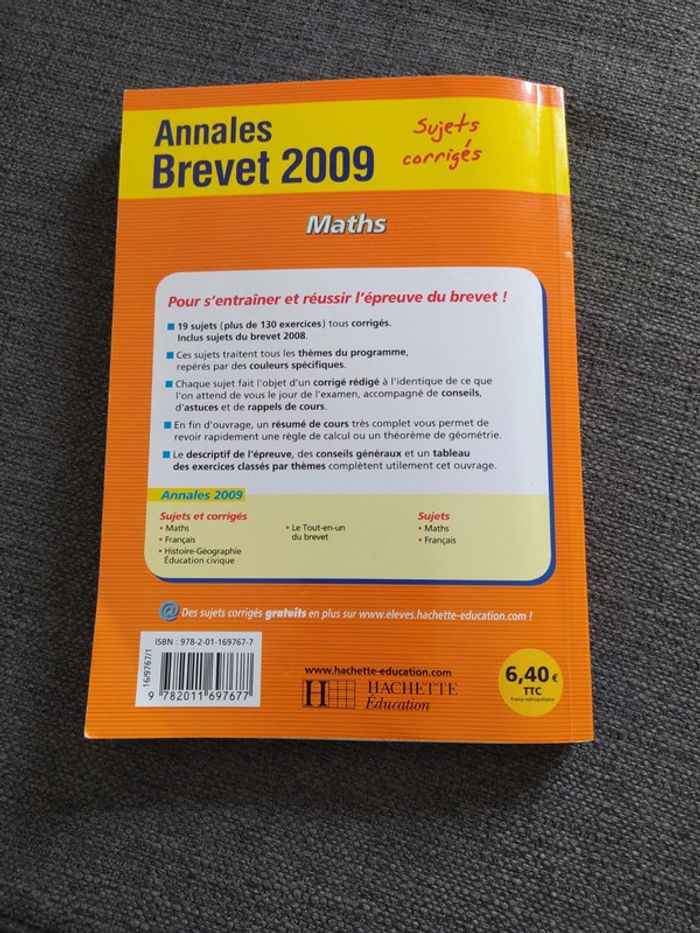 Annales
Brevet 2009
Sujets
corrigés
Maths
Pour s'entraîner et réussir l'épreuve du brevet !
19 sujets (plus de 130 exercices) tous corrigés.
Inclus sujets du brevet 2008.
Ces sujets traitent tous les thèmes du programme,
repérés par des couleurs spécifiques.
Chaque sujet fait l'objet d'un corrigé rédigé à l'identique de ce que
l'on attend de vous le jour de l'examen, accompagné de conseils,
d'astuces et de rappels de cours.
En fin d'ouvrage, un résumé de cours très complet vous permet de
revoir rapidement une règle de calcul ou un théorème de géométrie.
Le descriptif de l'épreuve, des conseils généraux et un tableau
des exercices classés par thèmes complètent utilement cet ouvrage.
Annales 2009
Sujets et corrigés
• Maths
• Français
• Histoire-Géographie
Éducation civique
• Le Tout-en-un
du brevet
Sujets
• Maths
• Français
@ Des sujets corrigés gratuits en plus sur www.eleves.hachette-education.com !
ISBN : 978-2-01-169767-7
16/9767/1
9 782011 697677
www.hachette-education.com
H HACHETTE
Éducation
6,40 €
TTC
France métropolitaine